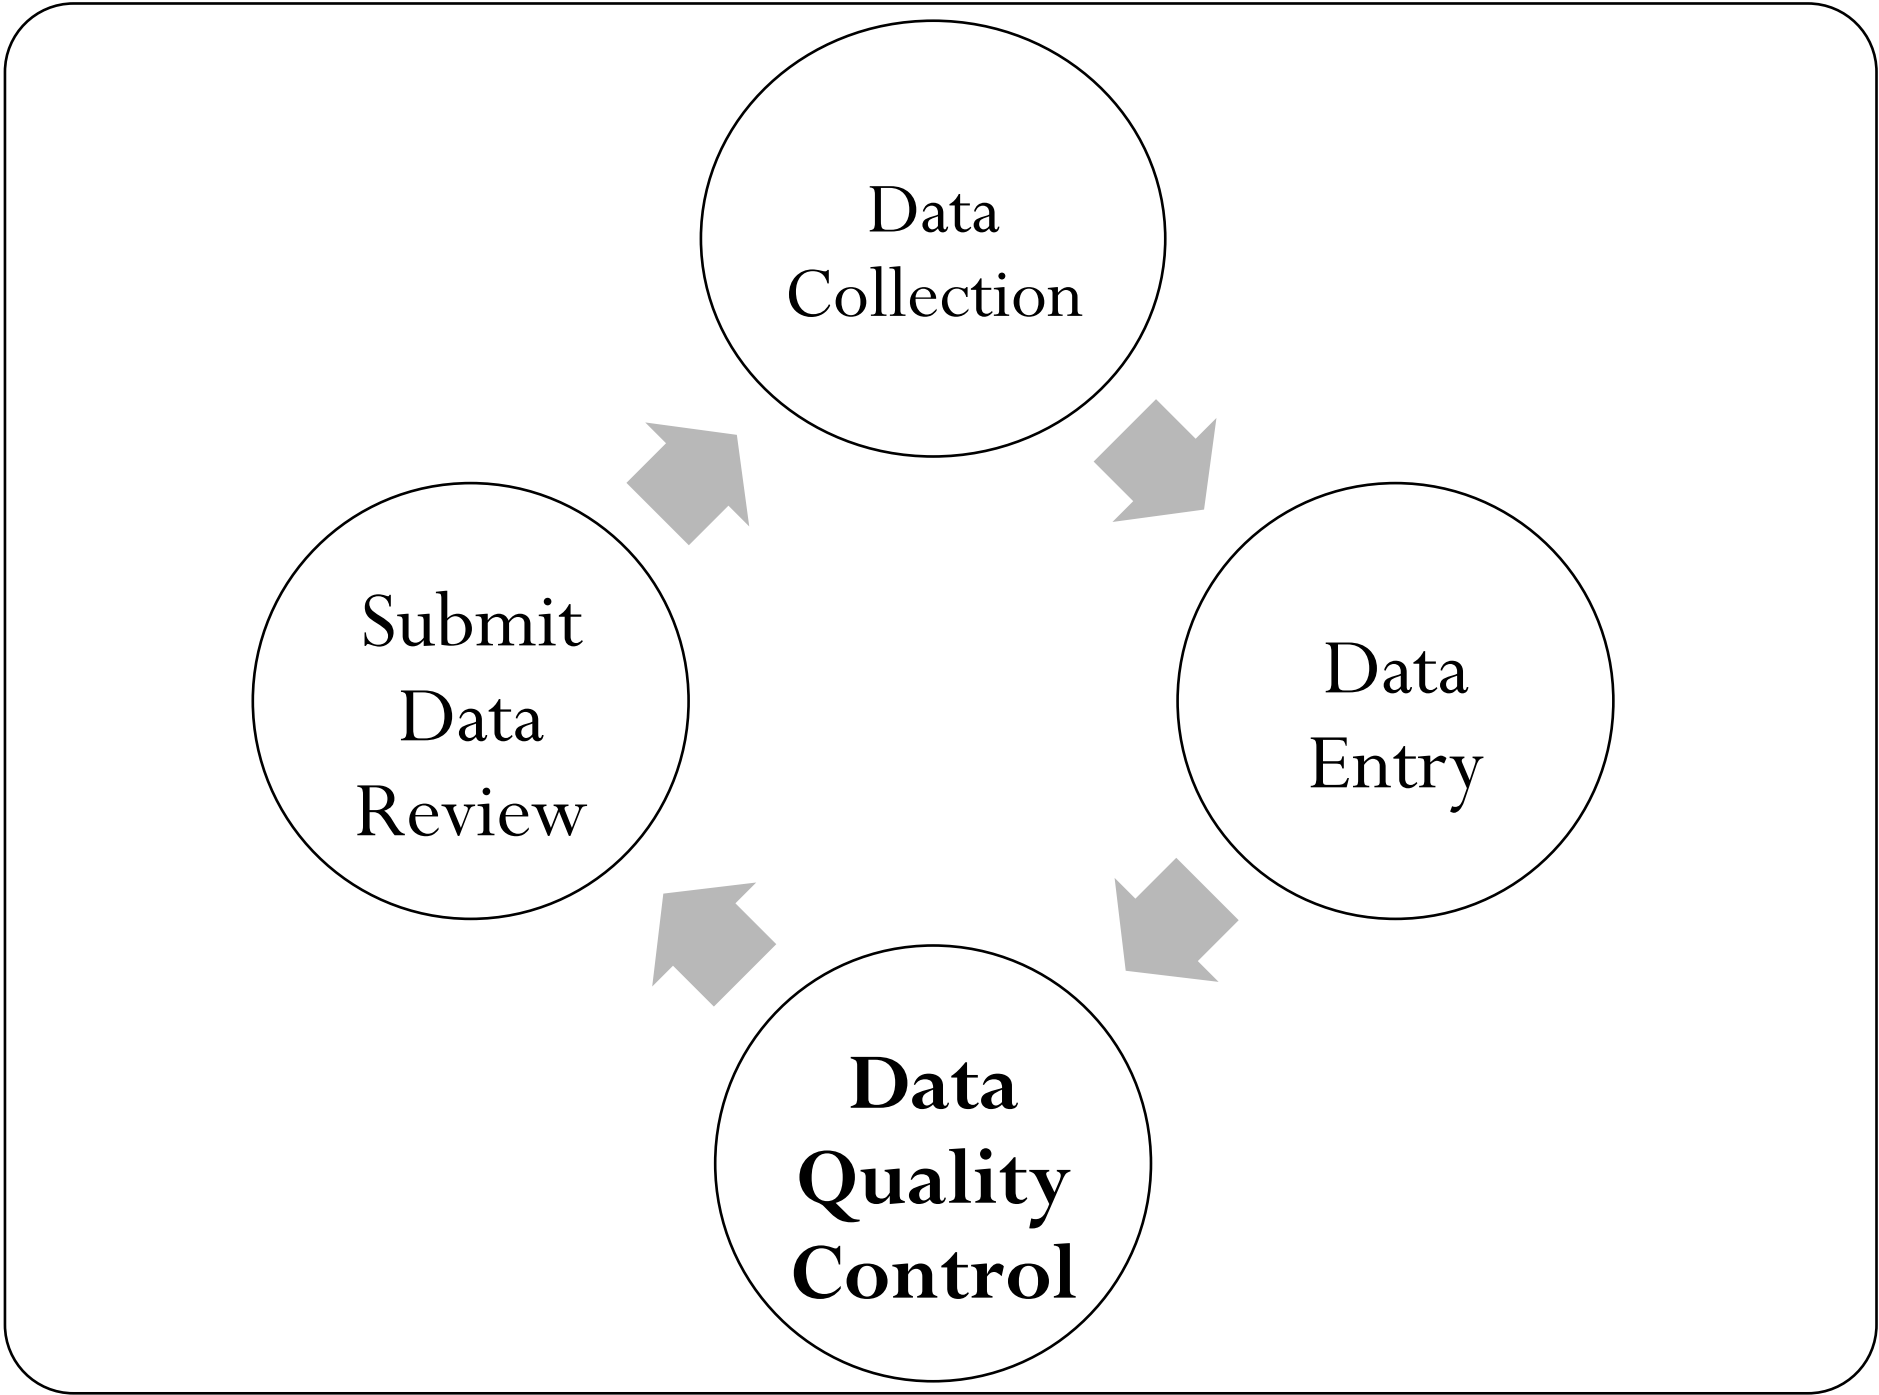 Data
Collection
Data
Entry
Data
Quality
Control
Submit
Data
Review